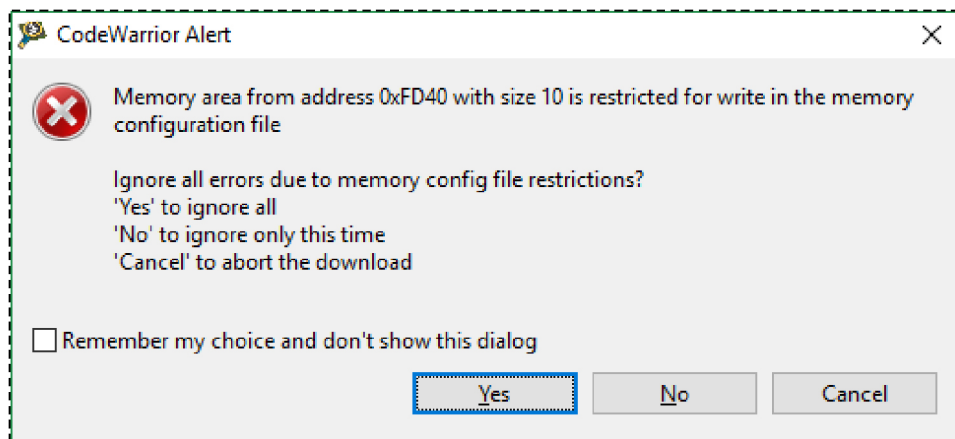 CodeWarrior Alert
Memory area from address 0xFD40 with size 10 is restricted for write in the memory
configuration file
Ignore all errors due to memory config file restrictions?
'Yes' to ignore all
'No' to ignore only this time
'Cancel' to abort the download
Remember my choice and don't show this dialog
Yes
No
Cancel